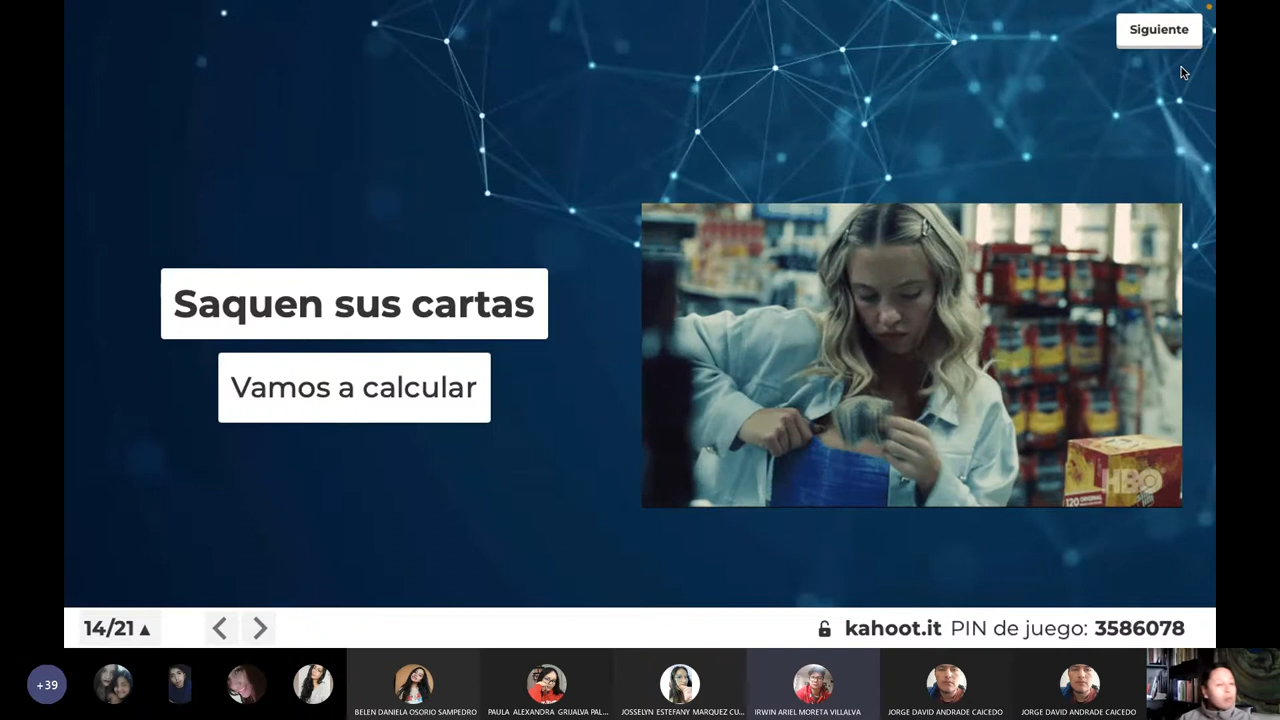 Siguiente
Saquen sus cartas
Vamos a calcular
HBO
120 ORIGINAL
14/21▲
kahoot.it PIN de juego: 3586078
+39
BELEN DANIELA OSORIO SAMPEDRO
PAULA ALEXANDRA GRIJALVA PAL...
JOSSELYN ESTEFANY MARQUEZ CU...
IRWIN ARIEL MORETA VILLALVA
JORGE DAVID ANDRADE CAICEDO
JORGE DAVID ANDRADE CAICEDO